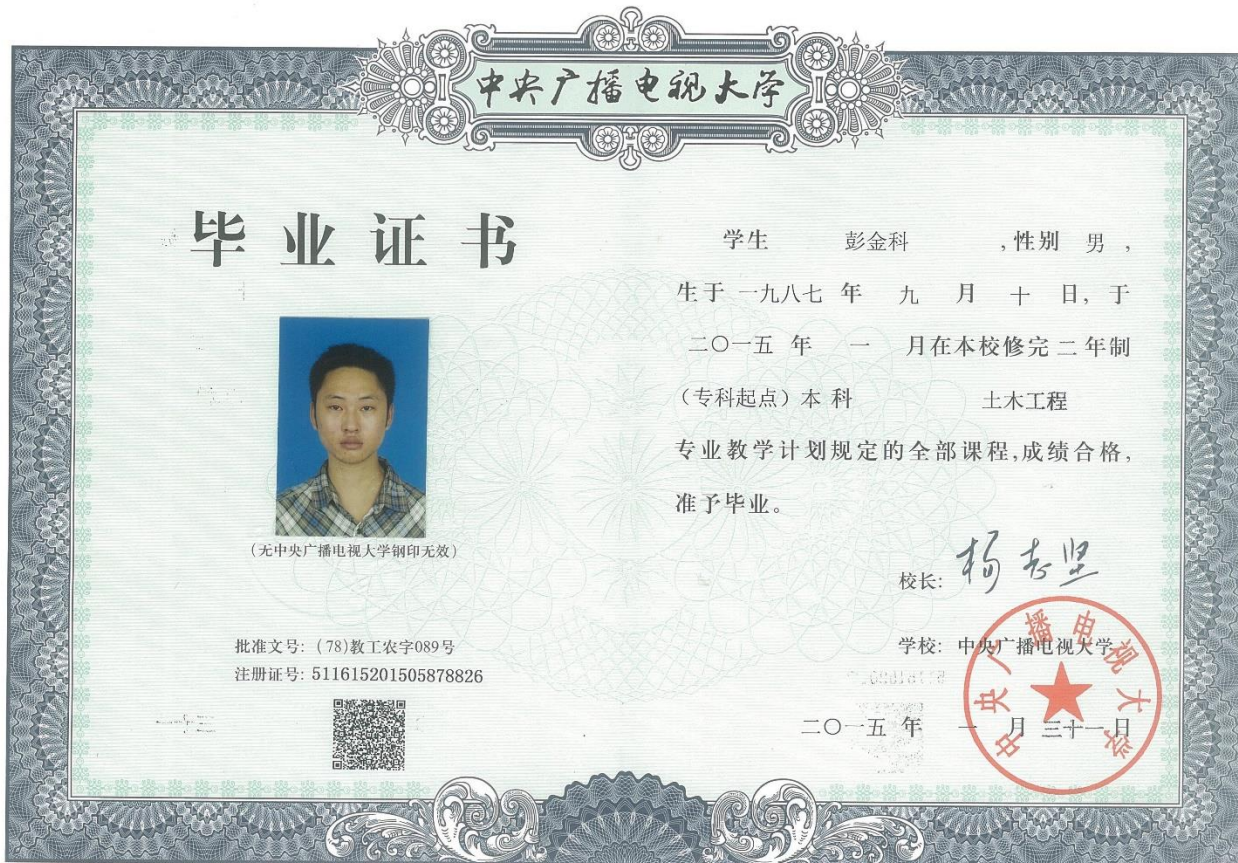 中央广播电视大学
毕业证书
(无中央广播电视大学钢印无效)
批准文号: (78)教工农字089号
注册证号: 511615201505878826
学生 彭金科 , 性别 男 ,
生于 一九八七 年 九 月 十 日, 于
二〇一五 年 一 月在本校修完 二 年制
(专科起点) 本 科 土木工程
专业教学计划规定的全部课程,成绩合格,
准予毕业。
校长: 杨志坚
学校: 中央广播电视大学
二〇一五 年 一 月 三十一 日
中央广播电视大学